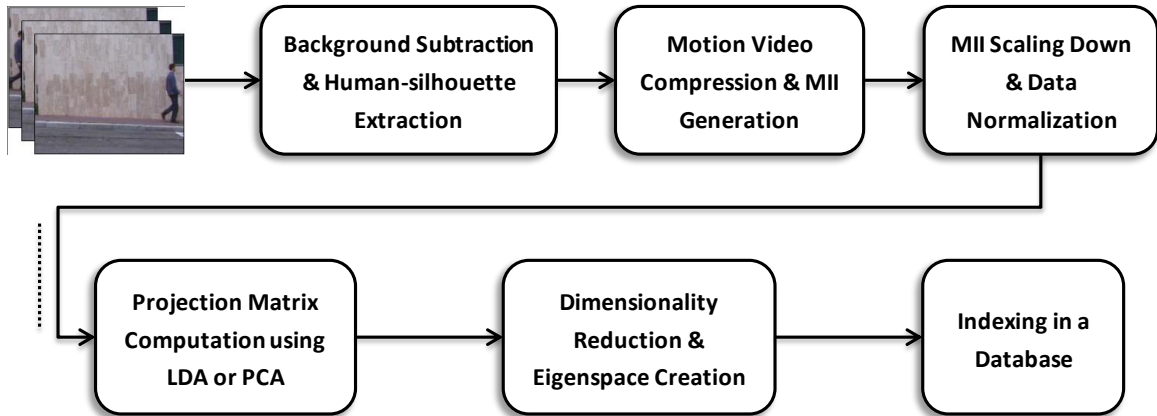 Background Subtraction
& Human-silhouette
Extraction
Motion Video
Compression & MII
Generation
MII Scaling Down
& Data
Normalization
Projection Matrix
Computation using
LDA or PCA
Dimensionality
Reduction &
Eigenspace Creation
Indexing in a
Database